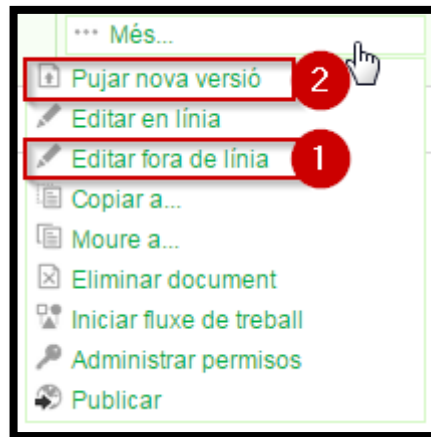 Més...
Pujar nova versió 2
Editar en línia
Editar fora de línia 1
Copiar a...
Moure a...
Eliminar document
Iniciar fluxe de treball
Administrar permisos
Publicar